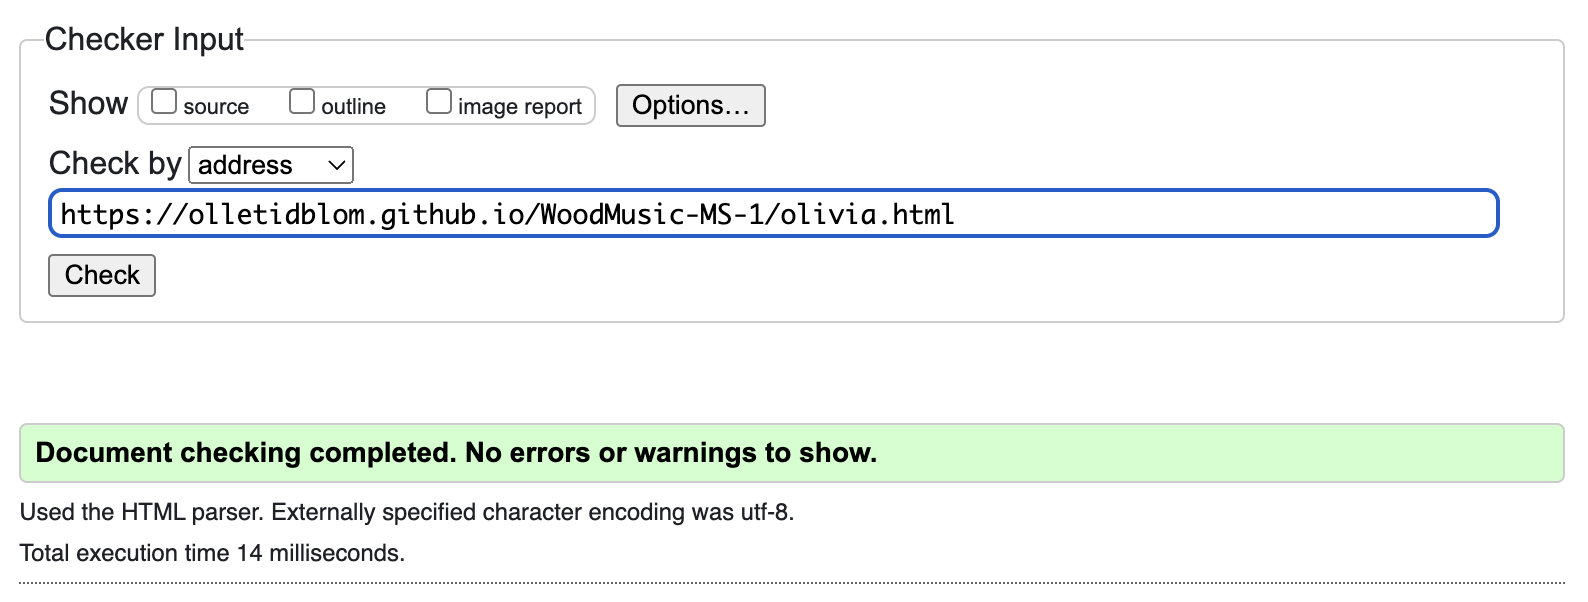 Checker Input
Show source outline image report Options...
Check by address
https://olletidblom.github.io/WoodMusic-MS-1/olivia.html
Check
Document checking completed. No errors or warnings to show.
Used the HTML parser. Externally specified character encoding was utf-8.
Total execution time 14 milliseconds.